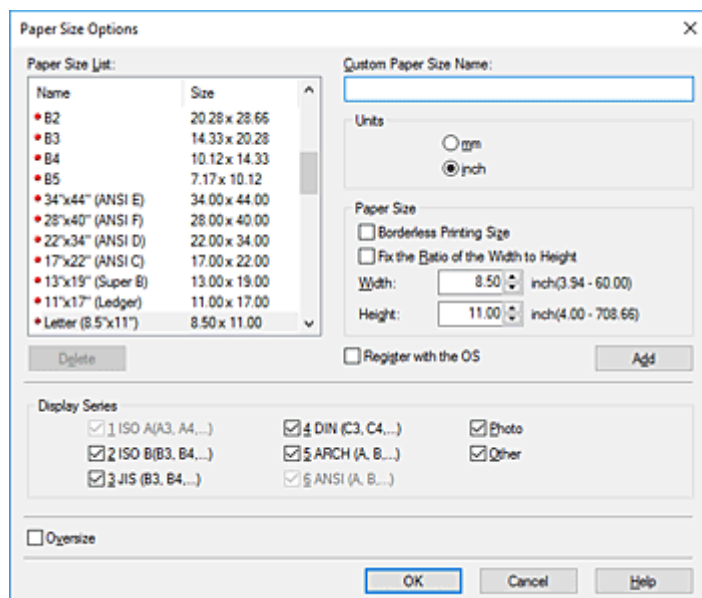 Paper Size Options
Paper Size List:
Name Size
B2 20.28 x 28.66
B3 14.33 x 20.28
B4 10.12 x 14.33
B5 7.17 x 10.12
34"x44" (ANSI E) 34.00 x 44.00
28"x40" (ANSI F) 28.00 x 40.00
22"x34" (ANSI D) 22.00 x 34.00
17"x22" (ANSI C) 17.00 x 22.00
13"x19" (Super B) 13.00 x 19.00
11"x17" (Ledger) 11.00 x 17.00
Letter (8.5"x11") 8.50 x 11.00
Delete
Custom Paper Size Name:
Units
mm
inch
Paper Size
Borderless Printing Size
Fix the Ratio of the Width to Height
Width: 8.50 inch(3.94 - 60.00)
Height: 11.00 inch(4.00 - 708.66)
Register with the OS
Add
Display Series
1 ISO A(A3, A4,...) 4 DIN (C3, C4,...) Photo
2 ISO B(B3, B4,...) 5 ARCH (A, B,...) Other
3 JIS (B3, B4,...) 6 ANSI (A, B,...)
Oversize
OK Cancel Help